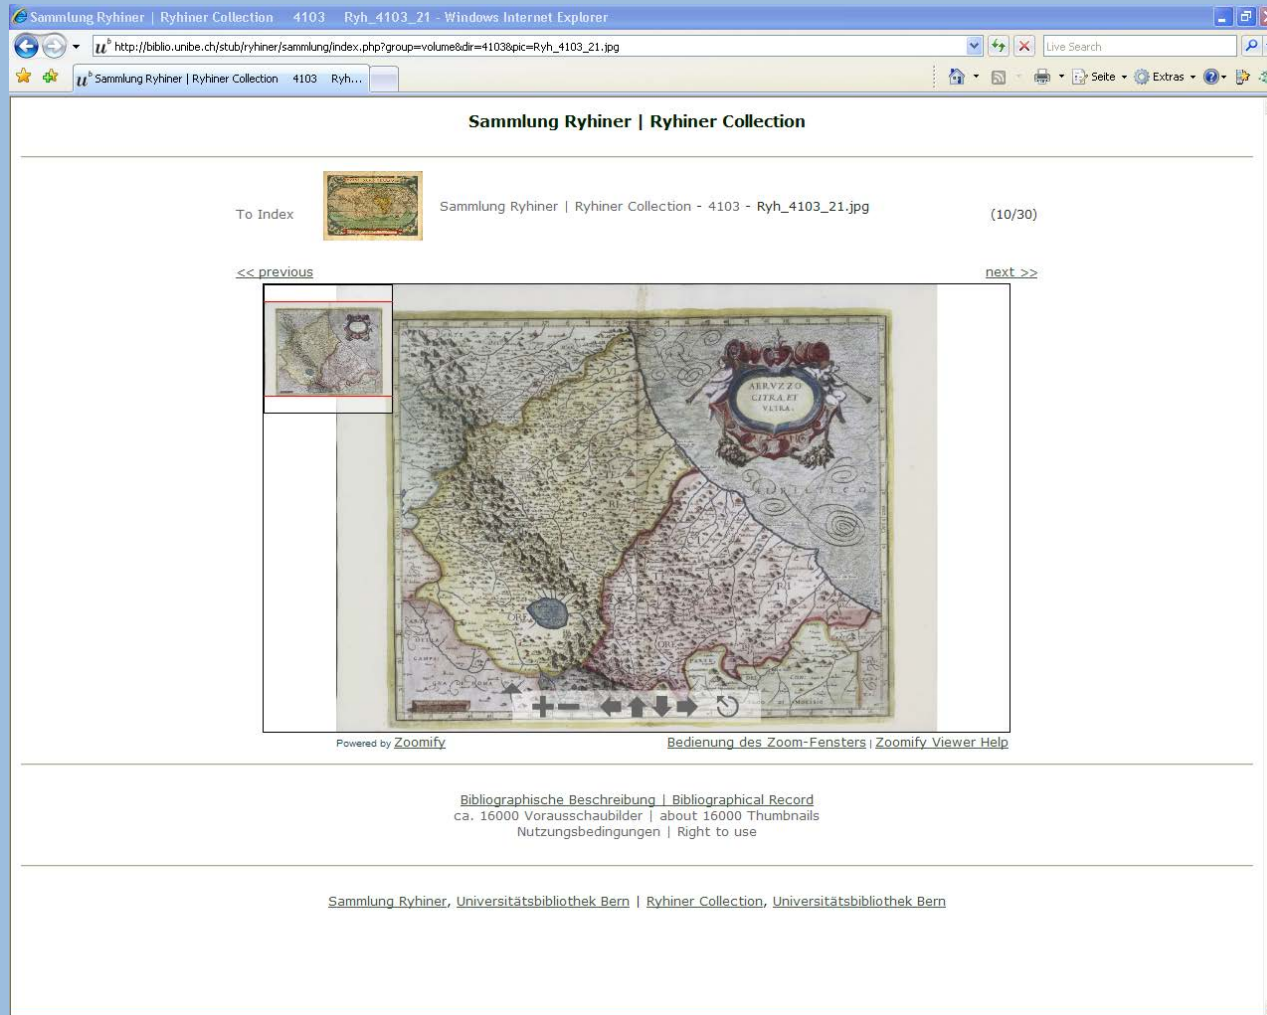 Sammlung Ryhiner | Ryhiner Collection 4103 Ryh_4103_21 - Windows Internet Explorer
http://biblio.unibe.ch/stub/ryhiner/sammlung/index.php?group=volume&dir=4103&pic=Ryh_4103_21.jpg
Live Search
Sammlung Ryhiner | Ryhiner Collection 4103 Ryh...
Seite
Extras
Sammlung Ryhiner | Ryhiner Collection
To Index
Sammlung Ryhiner | Ryhiner Collection - 4103 - Ryh_4103_21.jpg
(10/30)
<< previous
next >>
CITRA, ET
VLTRA.
Powered by Zoomify
Bedienung des Zoom-Fensters | Zoomify Viewer Help
Bibliographische Beschreibung | Bibliographical Record
ca. 16000 Vorausschaubilder | about 16000 Thumbnails
Nutzungsbedingungen | Right to use
Sammlung Ryhiner, Universitätsbibliothek Bern | Ryhiner Collection, Universitätsbibliothek Bern